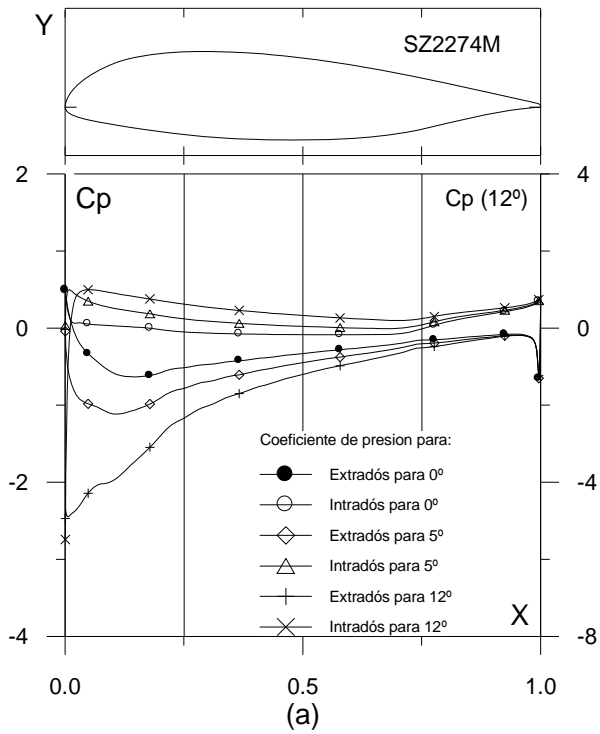 Y
SZ2274M
2
4
Cp
Cp (12º)
0
0
Coeficiente de presion para:
Extradós para 0º
Intradós para 0º
-2
-4
Extradós para 5º
Intradós para 5º
Extradós para 12º
Intradós para 12º
X
-4
-8
0.0
0.5
1.0
(a)